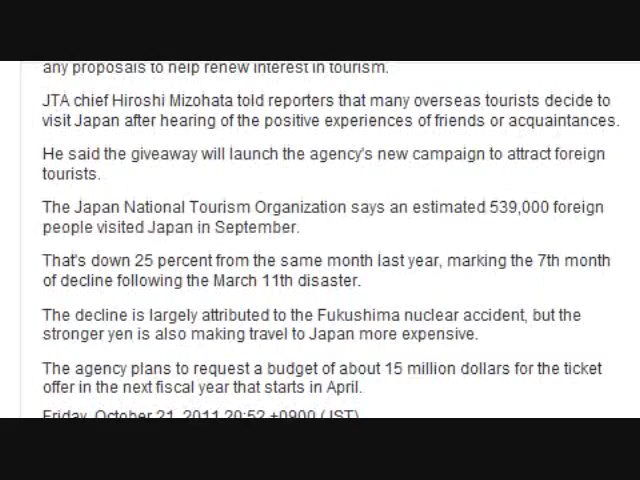 any proposals to help renew interest in tourism.
JTA chief Hiroshi Mizohata told reporters that many overseas tourists decide to
visit Japan after hearing of the positive experiences of friends or acquaintances.
He said the giveaway will launch the agency's new campaign to attract foreign
tourists.
The Japan National Tourism Organization says an estimated 539,000 foreign
people visited Japan in September.
That's down 25 percent from the same month last year, marking the 7th month
of decline following the March 11th disaster.
The decline is largely attributed to the Fukushima nuclear accident, but the
stronger yen is also making travel to Japan more expensive.
The agency plans to request a budget of about 15 million dollars for the ticket
offer in the next fiscal year that starts in April.
Friday, October 21, 2011 20:52 +0900 (JST)